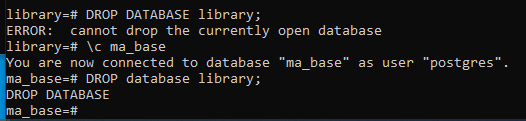 library=# DROP DATABASE library;
ERROR:  cannot drop the currently open database
library=# \c ma_base
You are now connected to database "ma_base" as user "postgres".
ma_base=# DROP database library;
DROP DATABASE
ma_base=#